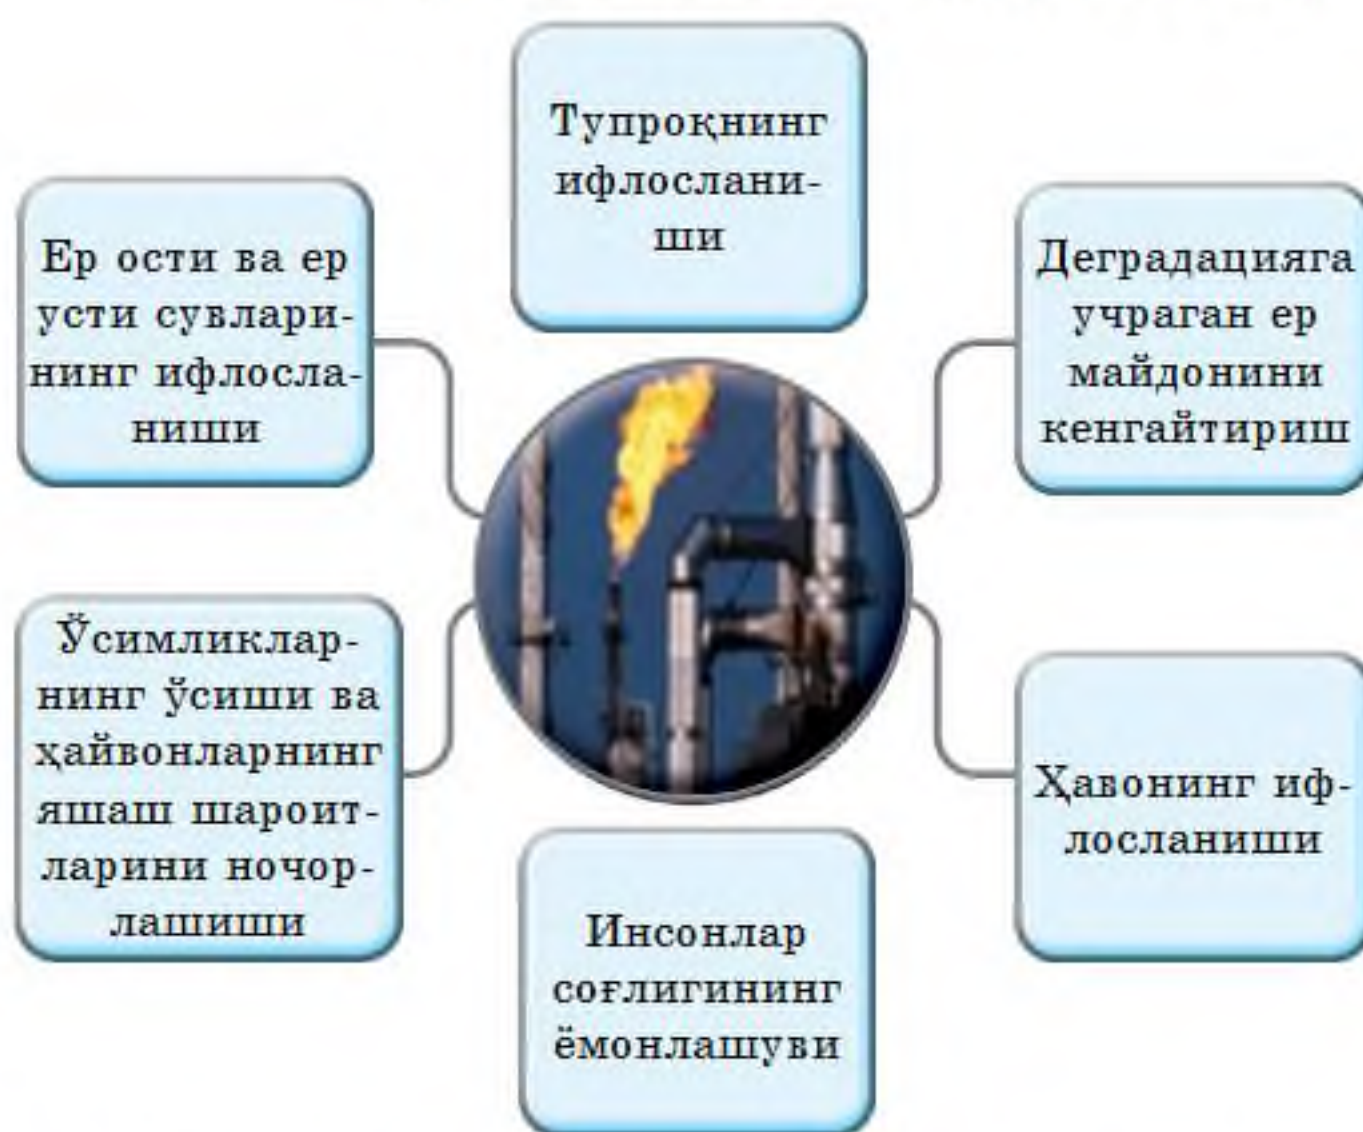 Тупроқнинг
ифлослани-
ши
Ер ости ва ер
усти сувлари-
нинг ифлосла-
ниши
Деградацияга
учраган ер
майдонини
кенгайтириш
Ўсимликлар-
нинг ўсиши ва
ҳайвонларнинг
яшаш шароит-
ларини ночор-
лашиши
Ҳавонинг иф-
лосланиши
Инсонлар
соғлигининг
ёмонлашуви